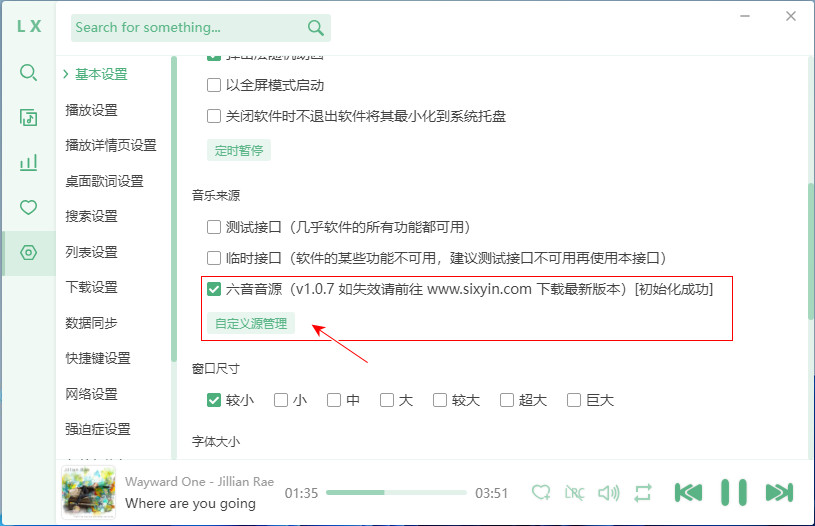 L X
Search for something...
基本设置
播放设置
播放详情页设置
桌面歌词设置
搜索设置
列表设置
下载设置
数据同步
快捷键设置
网络设置
强迫症设置
以全屏模式启动
关闭软件时不退出软件将其最小化到系统托盘
定时暂停
音乐来源
测试接口（几乎软件的所有功能都可用）
临时接口（软件的某些功能不可用，建议测试接口不可用再使用本接口）
六音音源（v1.0.7 如失效请前往 www.sixyin.com 下载最新版本）[初始化成功]
自定义源管理
窗口尺寸
较小 小 中 大 较大 超大 巨大
字体大小
Wayward One - Jillian Rae
Where are you going
01:35
03:51
LRC